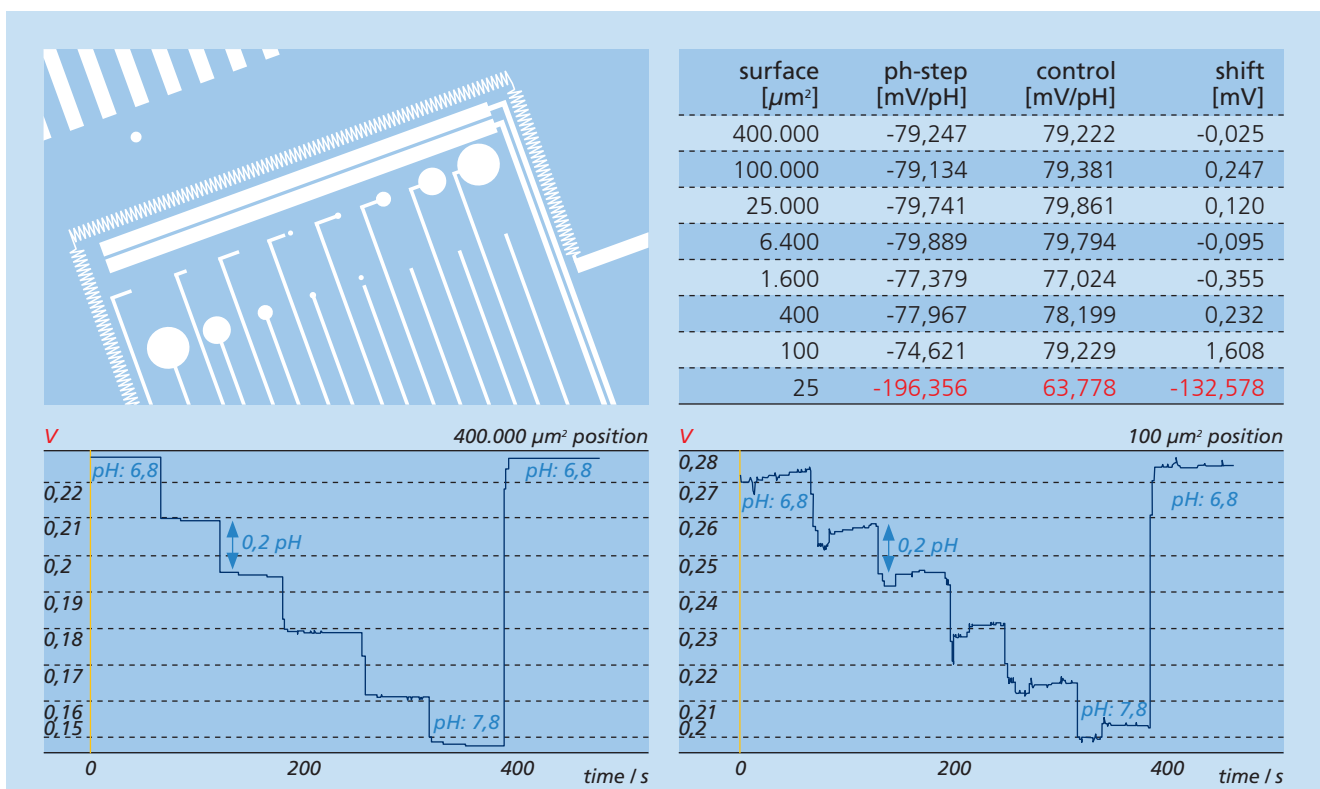 surface ph-step control shift
[µm²] [mV/pH] [mV/pH] [mV]
400.000 -79,247 79,222 -0,025
100.000 -79,134 79,381 0,247
25.000 -79,741 79,861 0,120
6.400 -79,889 79,794 -0,095
1.600 -77,379 77,024 -0,355
400 -77,967 78,199 0,232
100 -74,621 79,229 1,608
25 -196,356 63,778 -132,578
V 400.000 µm² position
pH: 6,8 pH: 6,8
0,22
0,21
0,2 pH
0,2
0,19
0,18
0,17
0,16
pH: 7,8
0,15
0 200 400 time / s
V 100 µm² position
0,28
0,27
pH: 6,8 pH: 6,8
0,26
0,2 pH
0,25
0,24
0,23
0,22
0,21
pH: 7,8
0,2
0 200 400 time / s